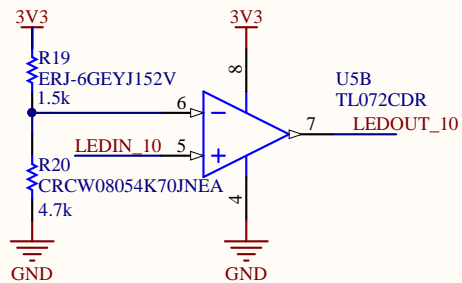 3V3
3V3
R19
ERJ-6GEYJ152V
1.5k
8
U5B
TL072CDR
6
7
LEDOUT_10
LEDIN_10
5
R20
CRCW08054K70JNEA
4.7k
4
GND
GND